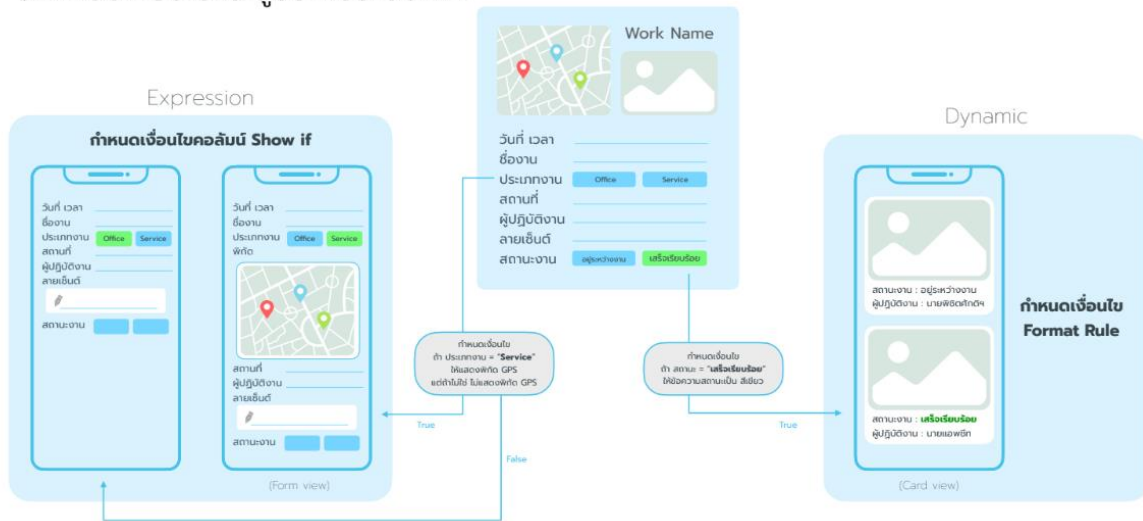 Work Name
วันที่ เวลา
ชื่องาน
ประเภทงาน Office Service
สถานที่
ผู้ปฏิบัติงาน
ลายเซ็นต์
สถานะงาน อยู่ระหว่างงาน เสร็จเรียบร้อย
Expression
กำหนดเงื่อนไขคอลัมน์ Show if
วันที่ เวลา
ชื่องาน
ประเภทงาน Office Service
สถานที่
ผู้ปฏิบัติงาน
ลายเซ็นต์
สถานะงาน
วันที่ เวลา
ชื่องาน
ประเภทงาน Office Service
พิกัด
สถานที่
ผู้ปฏิบัติงาน
ลายเซ็นต์
สถานะงาน
(Form view)
กำหนดเงื่อนไข
ถ้า ประเภทงาน = "Service"
ให้แสดงพิกัด GPS
แต่ถ้าไม่ใช่ ไม่แสดงพิกัด GPS
True
False
กำหนดเงื่อนไข
ถ้า สถานะ = "เสร็จเรียบร้อย"
ให้ข้อความสถานะเป็น สีเขียว
True
Dynamic
สถานะงาน : อยู่ระหว่างงาน
ผู้ปฏิบัติงาน : นายพิชิตศักดิ์ฯ
สถานะงาน : เสร็จเรียบร้อย
ผู้ปฏิบัติงาน : นายแอพชีท
กำหนดเงื่อนไข
Format Rule
(Card view)